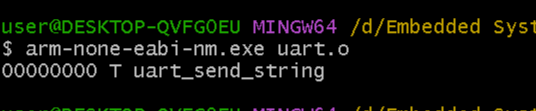 user@DESKTOP-QVFG0EU MINGW64 /d/Embedded Syst
$ arm-none-eabi-nm.exe uart.o
00000000 T uart_send_string